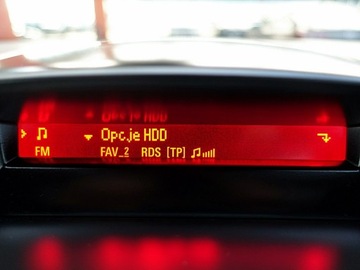 Opcje HDD
FM FAV_2 RDS [TP]